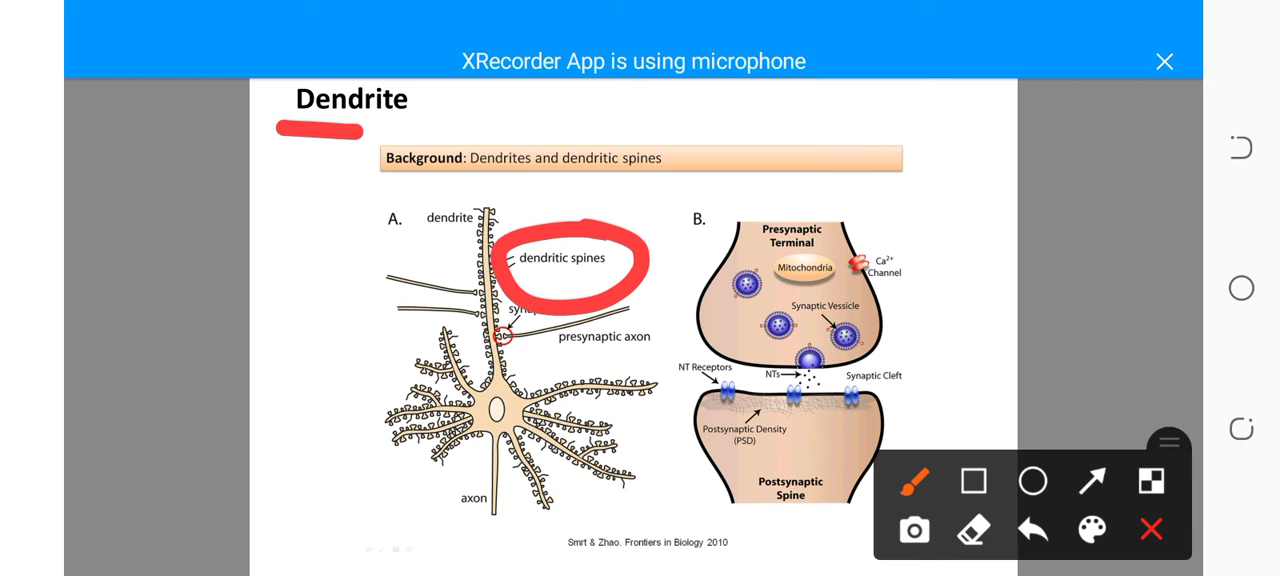 XRecorder App is using microphone
Dendrite
Background: Dendrites and dendritic spines
A.
dendrite
dendritic spines
presynaptic axon
axon
B.
Presynaptic
Terminal
Mitochondria
Ca2+
Channel
Synaptic Vessicle
NT Receptors
NTs
Synaptic Cleft
Postsynaptic Density
(PSD)
Postsynaptic
Spine
Smrt & Zhao. Frontiers in Biology 2010